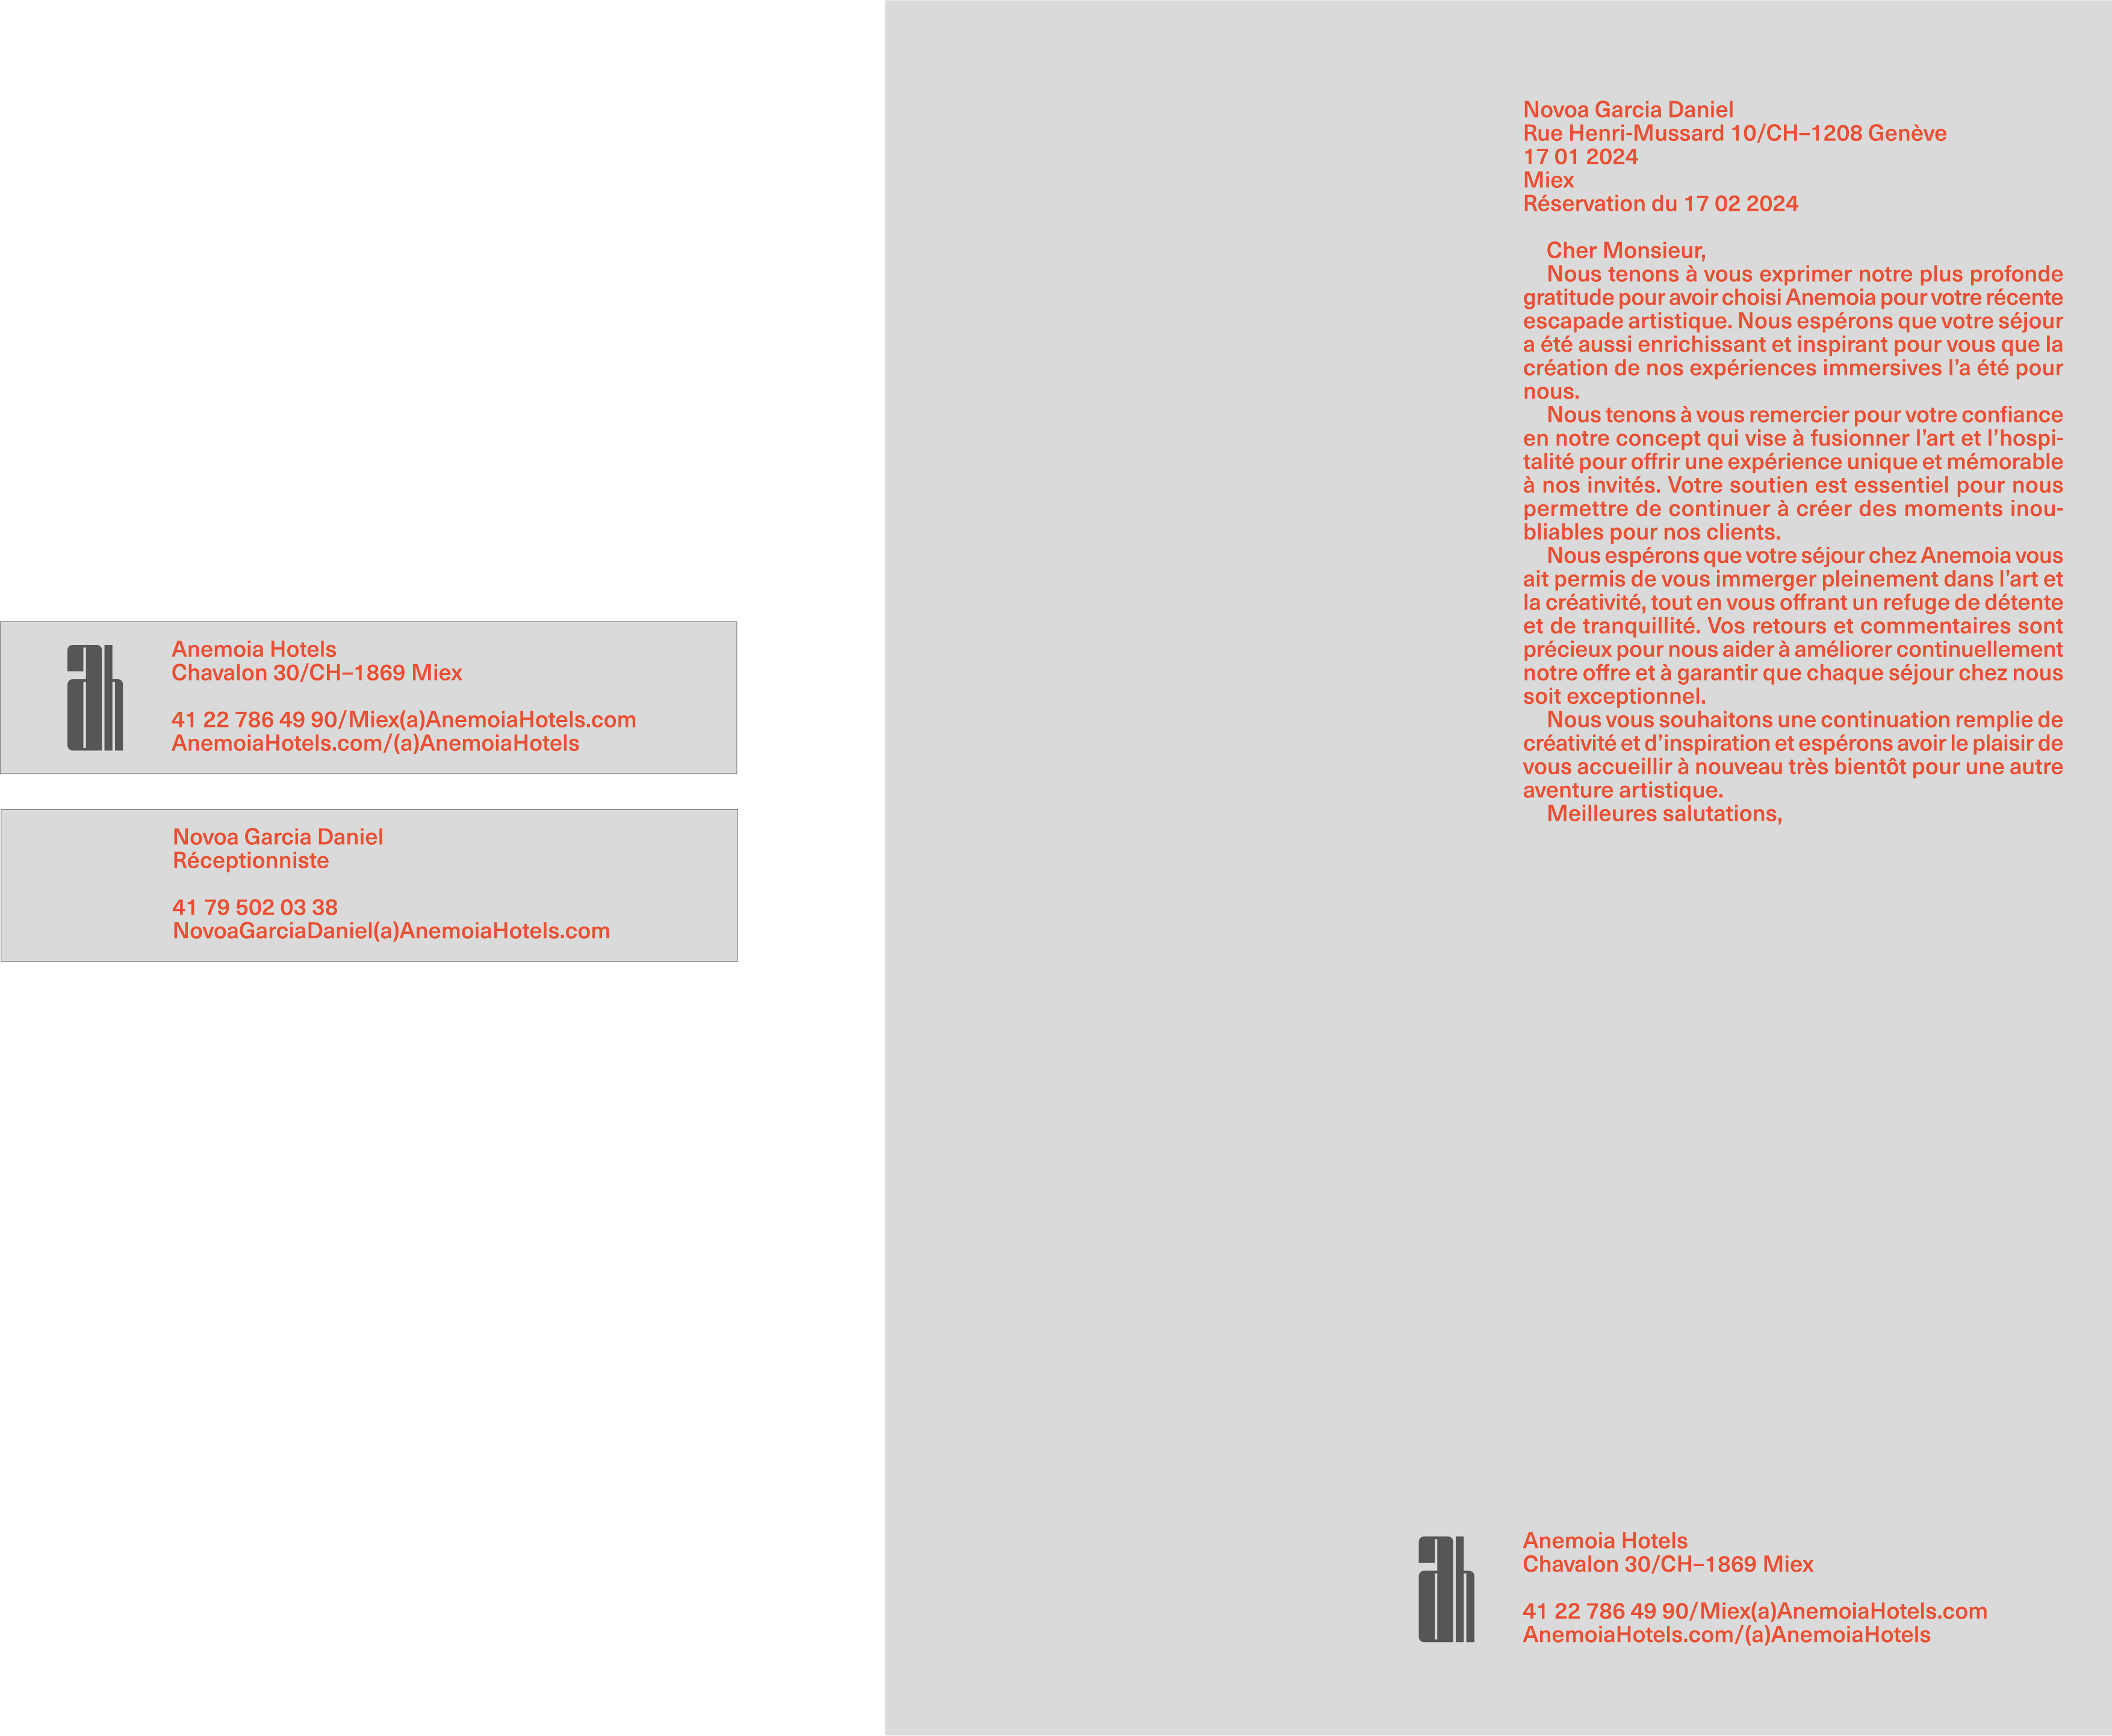 Anemoia Hotels
Chavalon 30/CH–1869 Miex
41 22 786 49 90/Miex(a)AnemoiaHotels.com
AnemoiaHotels.com/(a)AnemoiaHotels
Novoa Garcia Daniel
Réceptionniste
41 79 502 03 38
NovoaGarciaDaniel(a)AnemoiaHotels.com
Novoa Garcia Daniel
Rue Henri-Mussard 10/CH–1208 Genève
17 01 2024
Miex
Réservation du 17 02 2024
Cher Monsieur,
Nous tenons à vous exprimer notre plus profonde
gratitude pour avoir choisi Anemoia pour votre récente
escapade artistique. Nous espérons que votre séjour
a été aussi enrichissant et inspirant pour vous que la
création de nos expériences immersives l’a été pour
nous.
Nous tenons à vous remercier pour votre confiance
en notre concept qui vise à fusionner l’art et l’hospi-
talité pour offrir une expérience unique et mémorable
à nos invités. Votre soutien est essentiel pour nous
permettre de continuer à créer des moments inou-
bliables pour nos clients.
Nous espérons que votre séjour chez Anemoia vous
ait permis de vous immerger pleinement dans l’art et
la créativité, tout en vous offrant un refuge de détente
et de tranquillité. Vos retours et commentaires sont
précieux pour nous aider à améliorer continuellement
notre offre et à garantir que chaque séjour chez nous
soit exceptionnel.
Nous vous souhaitons une continuation remplie de
créativité et d’inspiration et espérons avoir le plaisir de
vous accueillir à nouveau très bientôt pour une autre
aventure artistique.
Meilleures salutations,
ah
Anemoia Hotels
Chavalon 30/CH–1869 Miex
41 22 786 49 90/Miex(a)AnemoiaHotels.com
AnemoiaHotels.com/(a)AnemoiaHotels